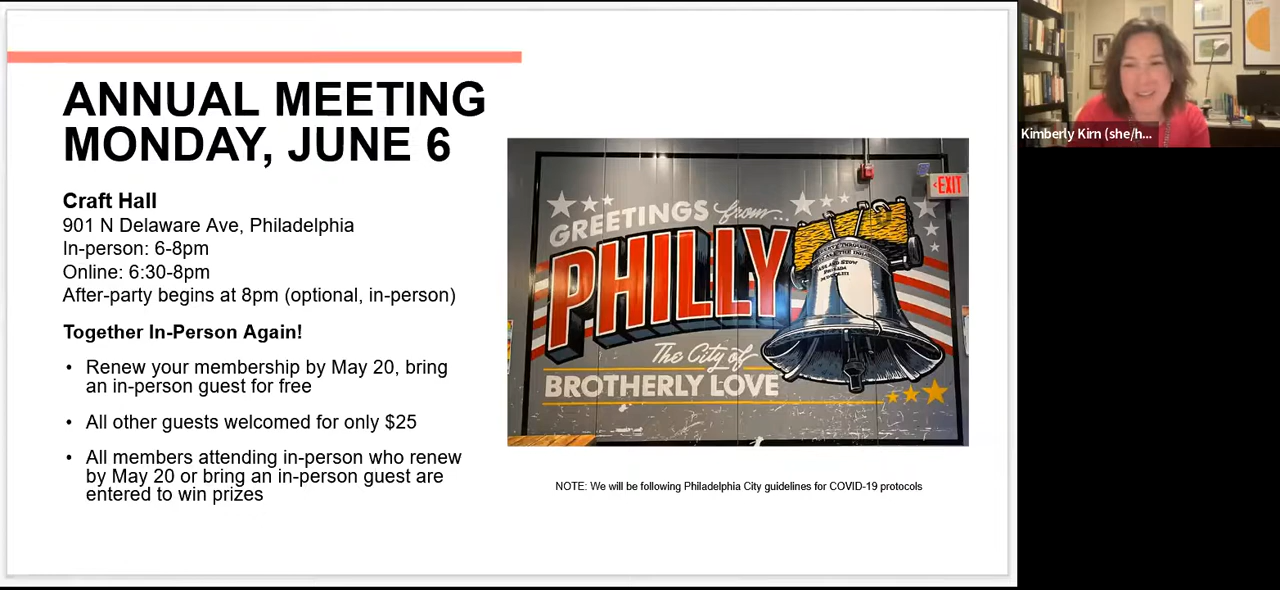 ANNUAL MEETING
MONDAY, JUNE 6
Craft Hall
901 N Delaware Ave, Philadelphia
In-person: 6-8pm
Online: 6:30-8pm
After-party begins at 8pm (optional, in-person)
Together In-Person Again!
• Renew your membership by May 20, bring
an in-person guest for free
• All other guests welcomed for only $25
• All members attending in-person who renew
by May 20 or bring an in-person guest are
entered to win prizes
GREETINGS from...
PHILLY
The City of
BROTHERLY LOVE
<EXIT
PASS AND STOW
PHILADA
NOTE: We will be following Philadelphia City guidelines for COVID-19 protocols
Kimberly Kirn (she/h...